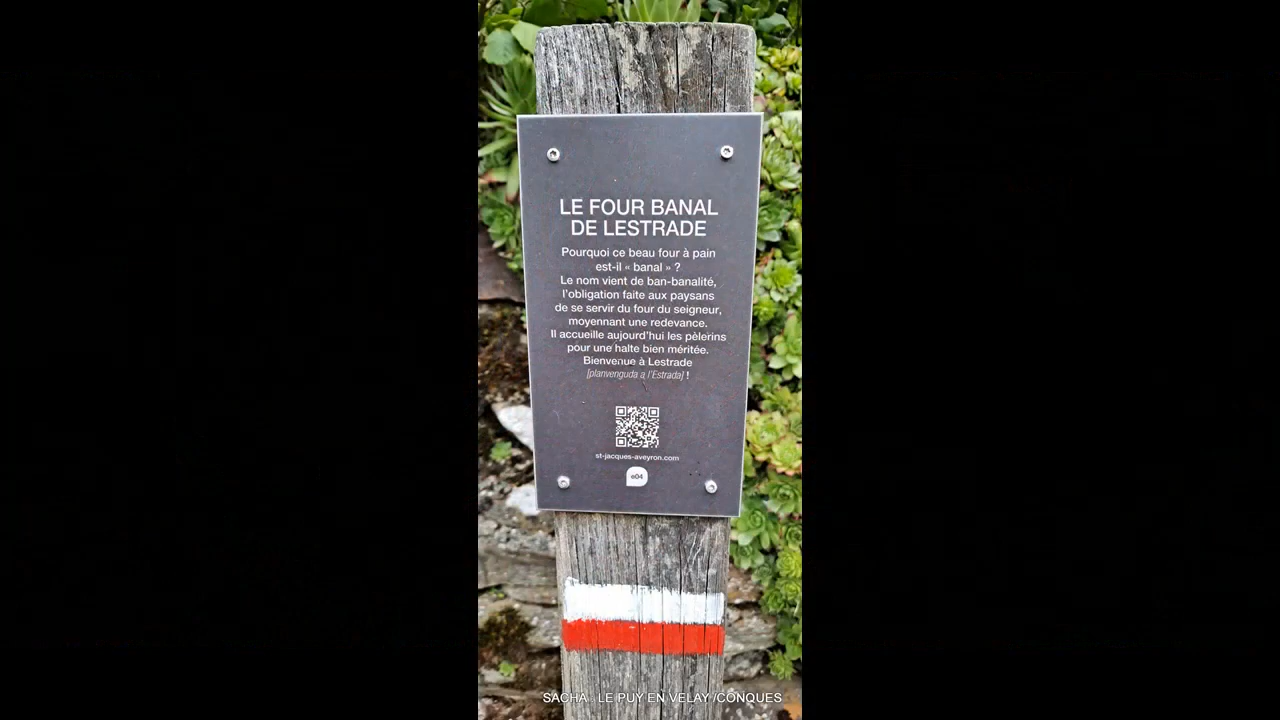 LE FOUR BANAL
DE LESTRADE
Pourquoi ce beau four à pain
est-il « banal » ?
Le nom vient de ban-banalité,
l'obligation faite aux paysans
de se servir du four du seigneur,
moyennant une redevance.
Il accueille aujourd'hui les pèlerins
pour une halte bien méritée.
Bienvenue à Lestrade
[planvenguda a l'Estrada] !
st-jacques-aveyron.com
e04
SACHA LE PUY EN VELAY /CONQUES